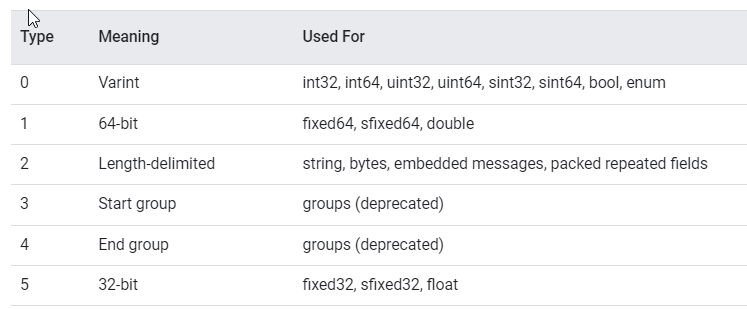 Type Meaning Used For
0 Varint int32, int64, uint32, uint64, sint32, sint64, bool, enum
1 64-bit fixed64, sfixed64, double
2 Length-delimited string, bytes, embedded messages, packed repeated fields
3 Start group groups (deprecated)
4 End group groups (deprecated)
5 32-bit fixed32, sfixed32, float